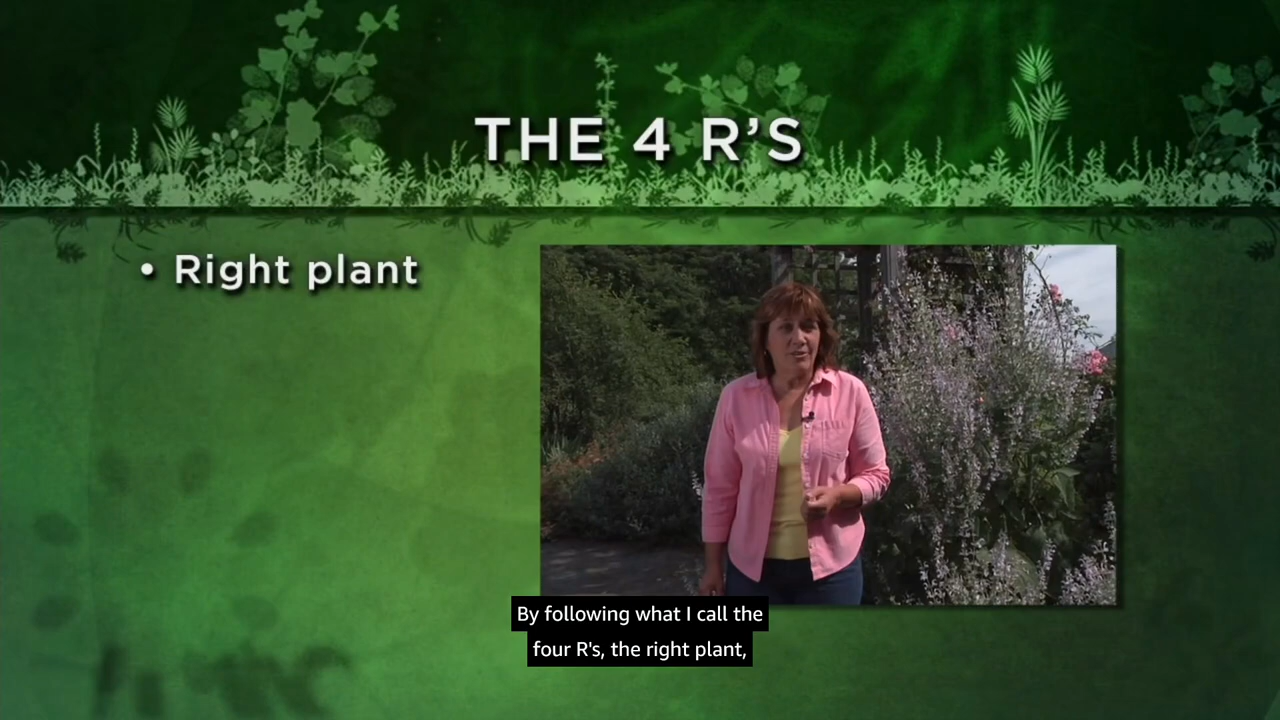 THE 4 R’S
• Right plant
By following what I call the
four R's, the right plant,